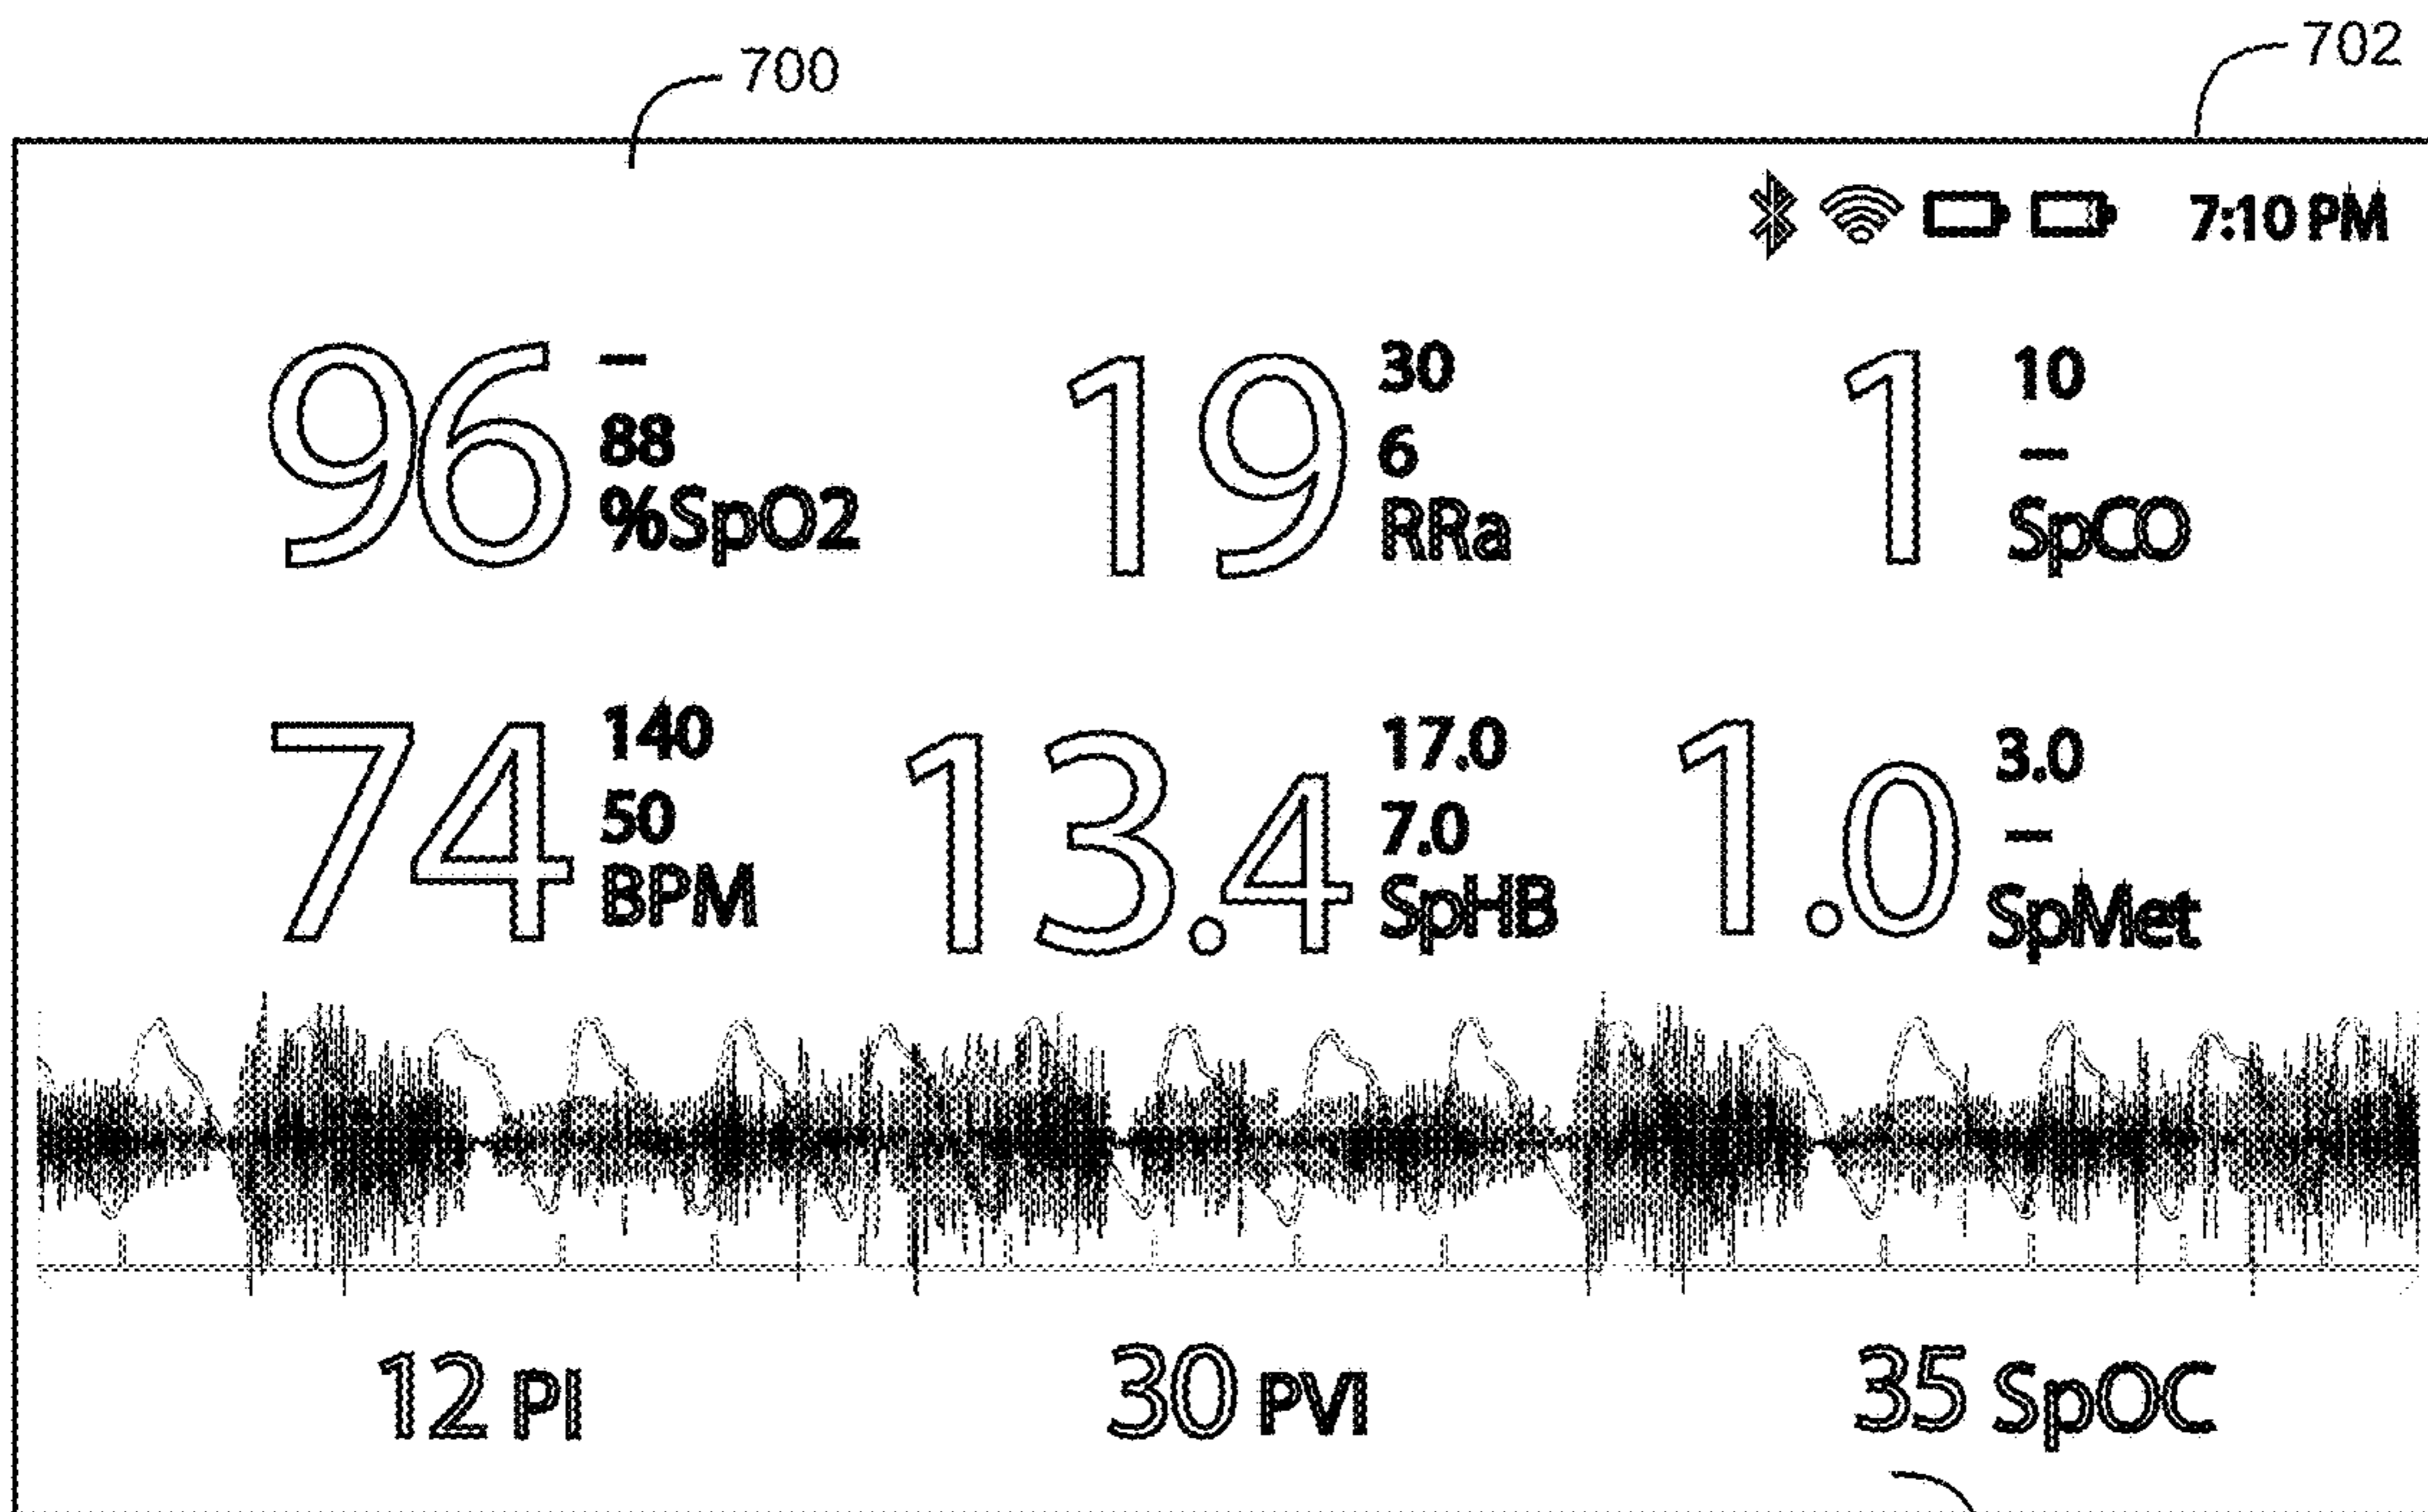 700
702
7:10 PM
96
—
88
%SpO2
19
30
6
RRa
1
10
—
SpCO
74
140
50
BPM
13.4
17.0
7.0
SpHB
1.0
3.0
—
SpMet
12 PI
30 PVI
35 SpOC